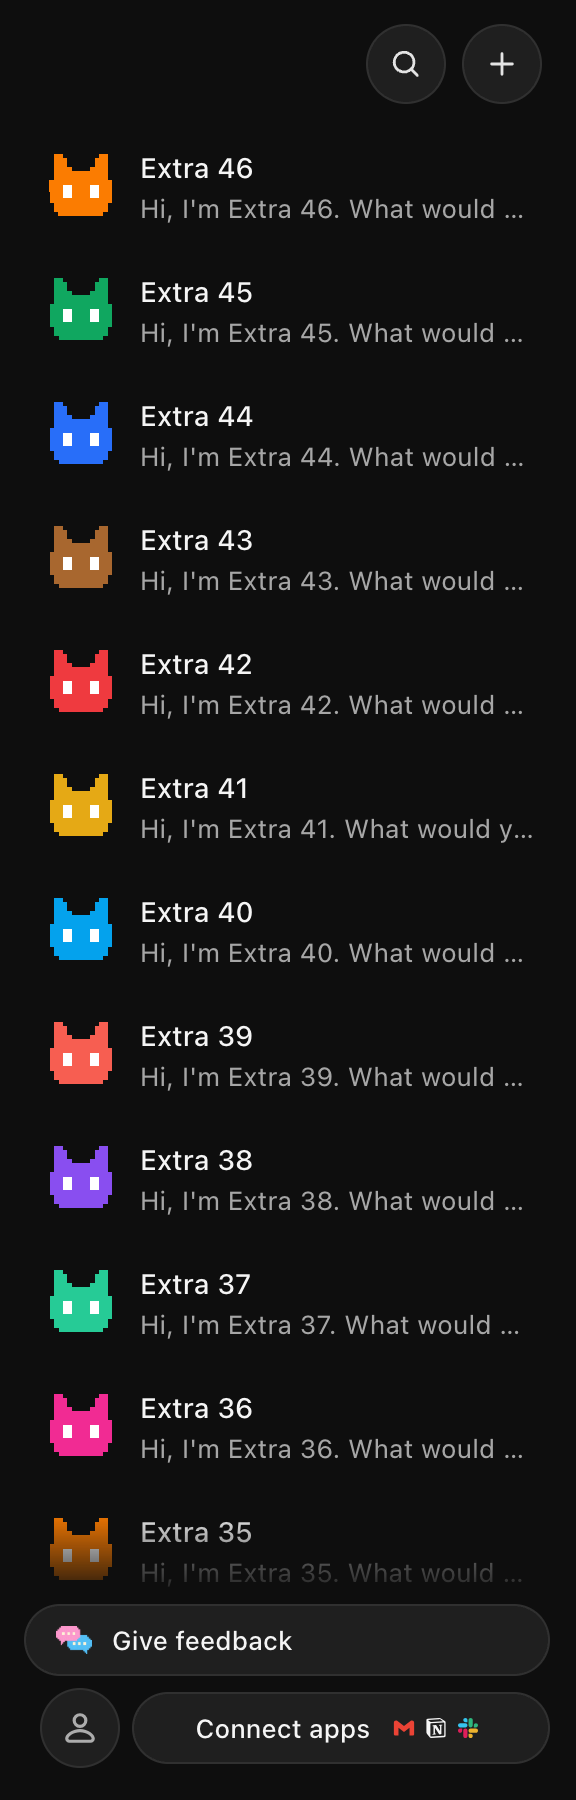 Extra 46
Hi, I'm Extra 46. What would ...
Extra 45
Hi, I'm Extra 45. What would ...
Extra 44
Hi, I'm Extra 44. What would ...
Extra 43
Hi, I'm Extra 43. What would ...
Extra 42
Hi, I'm Extra 42. What would ...
Extra 41
Hi, I'm Extra 41. What would y...
Extra 40
Hi, I'm Extra 40. What would ...
Extra 39
Hi, I'm Extra 39. What would ...
Extra 38
Hi, I'm Extra 38. What would ...
Extra 37
Hi, I'm Extra 37. What would ...
Extra 36
Hi, I'm Extra 36. What would ...
Extra 35
Hi, I'm Extra 35. What would ...
Give feedback
Connect apps